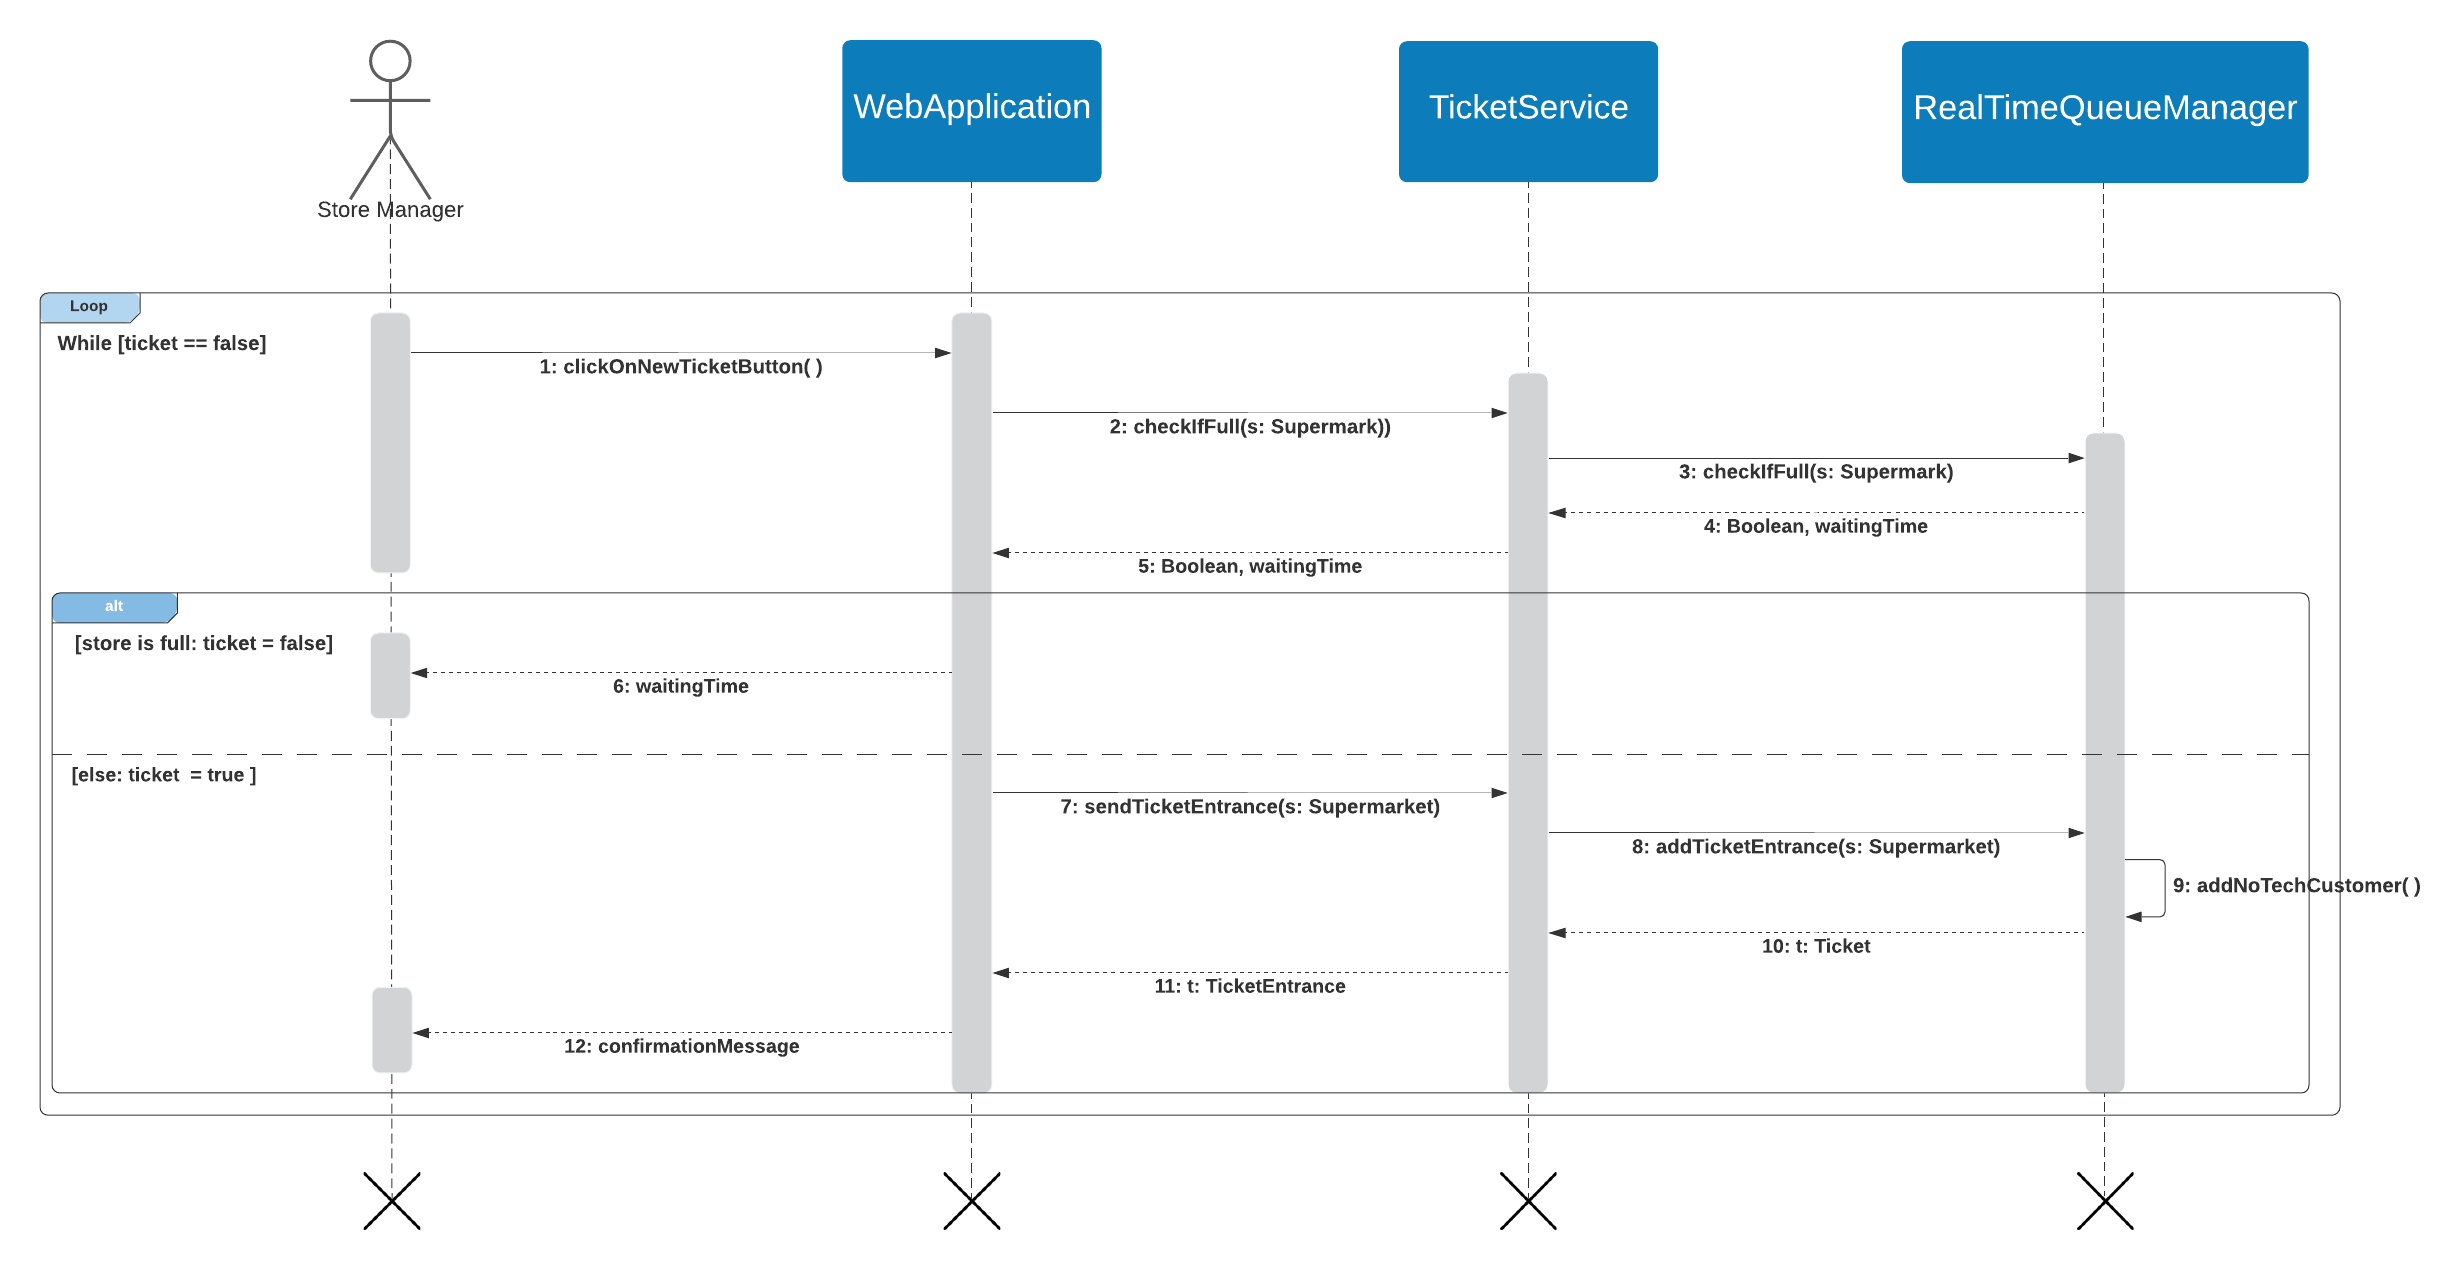 WebApplication
TicketService
RealTimeQueueManager
Store Manager
Loop
While [ticket == false]
1: clickOnNewTicketButton( )
2: checkIfFull(s: Supermark))
3: checkIfFull(s: Supermark)
4: Boolean, waitingTime
5: Boolean, waitingTime
alt
[store is full: ticket = false]
6: waitingTime
[else: ticket  = true ]
7: sendTicketEntrance(s: Supermarket)
8: addTicketEntrance(s: Supermarket)
9: addNoTechCustomer( )
10: t: Ticket
11: t: TicketEntrance
12: confirmationMessage